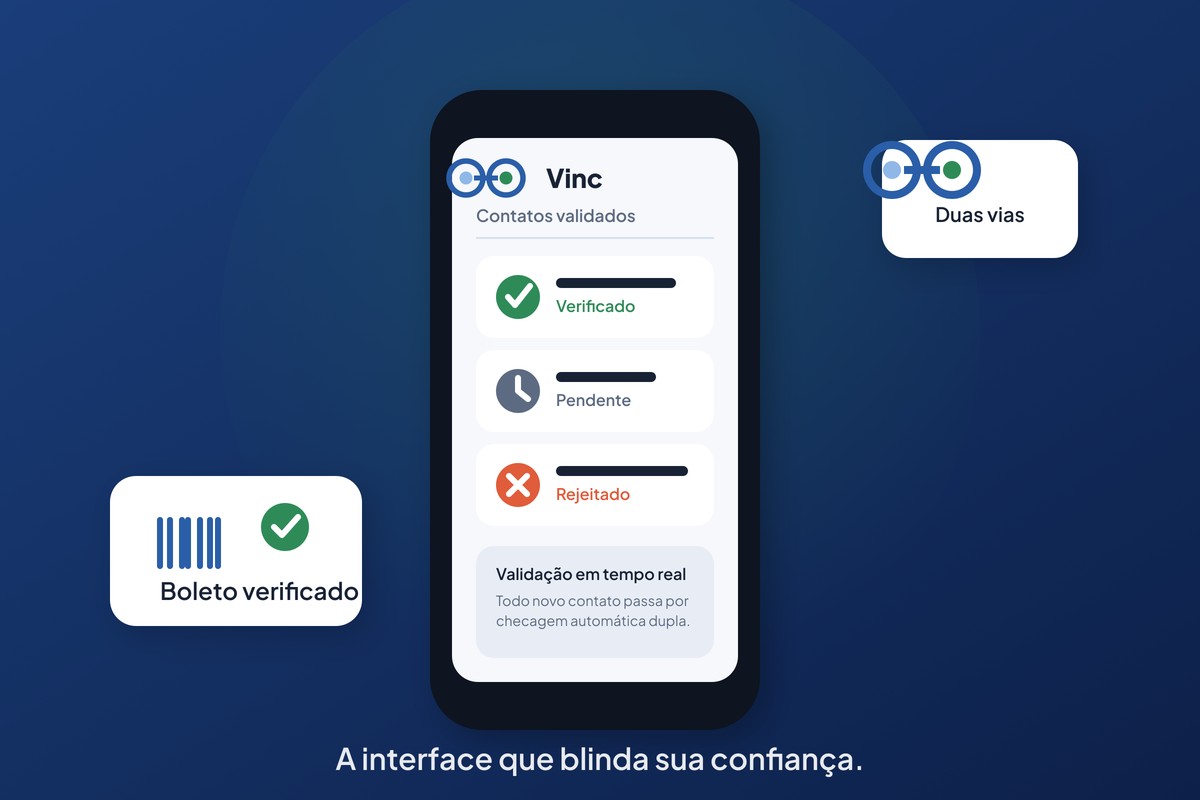 Vinc
Contatos validados
Verificado
Pendente
Rejeitado
Validação em tempo real
Todo novo contato passa por
checagem automática dupla.
Duas vias
Boleto verificado
A interface que blinda sua confiança.